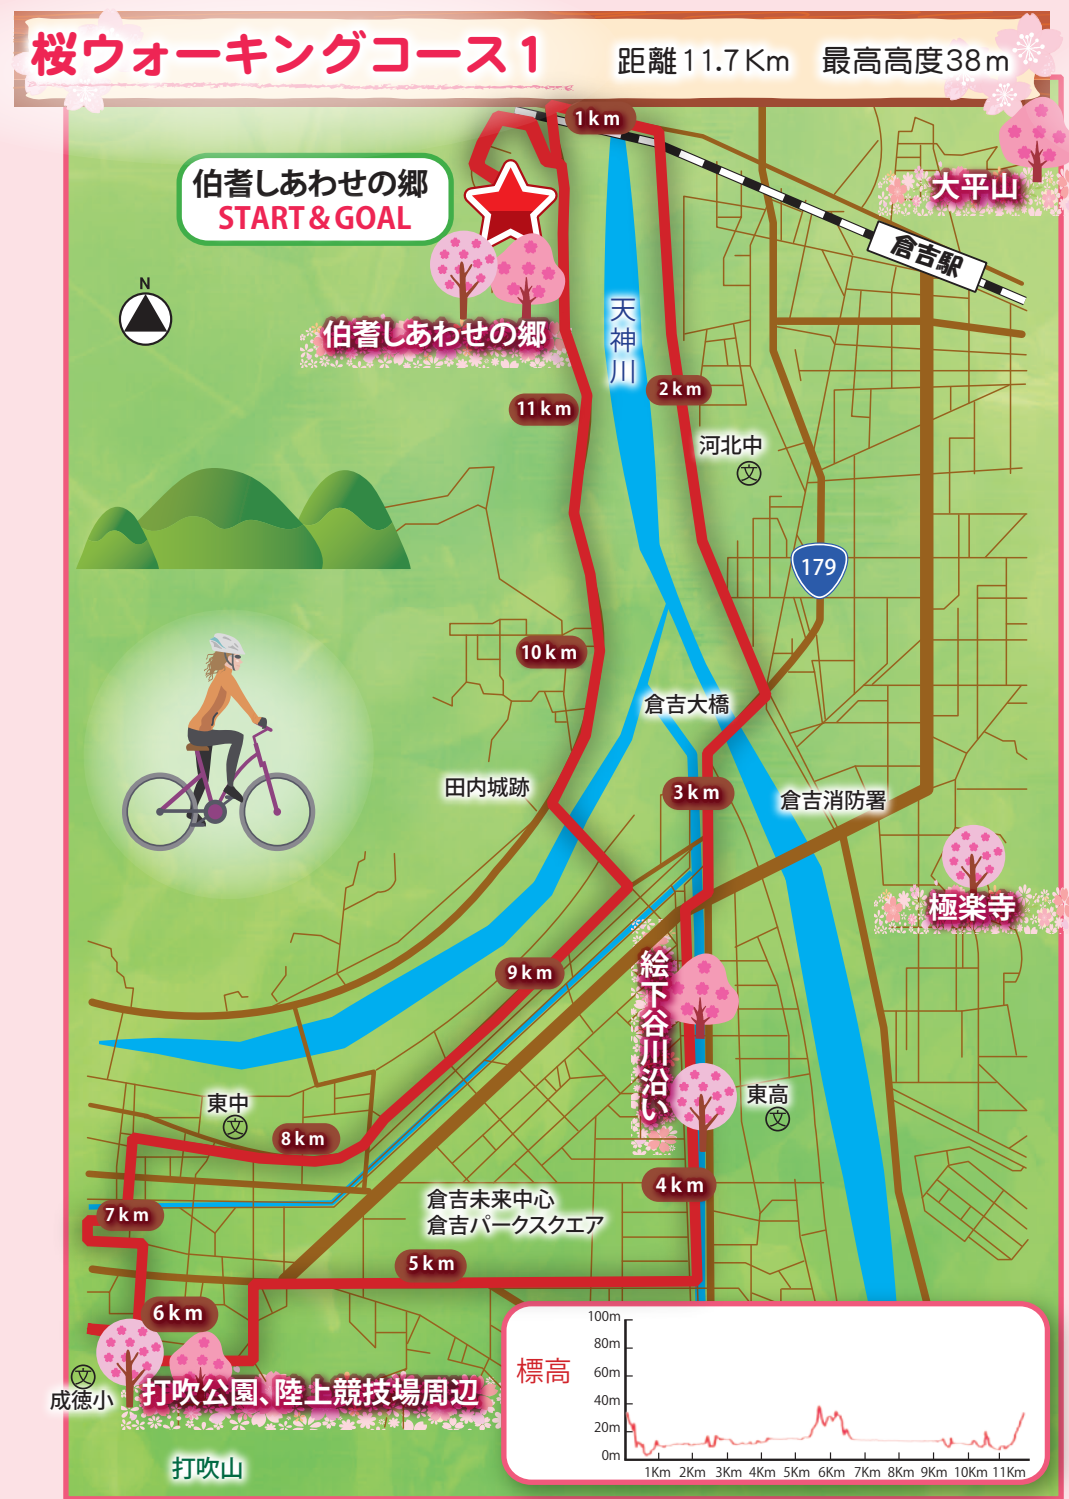 桜ウォーキングコース1
距離11.7Km 最高高度38m
1km
伯耆しあわせの郷
START&GOAL
大平山
倉吉駅
N
天神川
伯耆しあわせの郷
2km
11km
河北中
文
179
10km
倉吉大橋
田内城跡
3km
倉吉消防署
極楽寺
絵下谷川沿い
9km
東中
文
東高
文
8km
4km
倉吉未来中心
倉吉パークスクエア
7km
5km
6km
文
成徳小
打吹公園、陸上競技場周辺
打吹山
標高
100m
80m
60m
40m
20m
0m
1Km 2Km 3Km 4Km 5Km 6Km 7Km 8Km 9Km 10Km 11Km